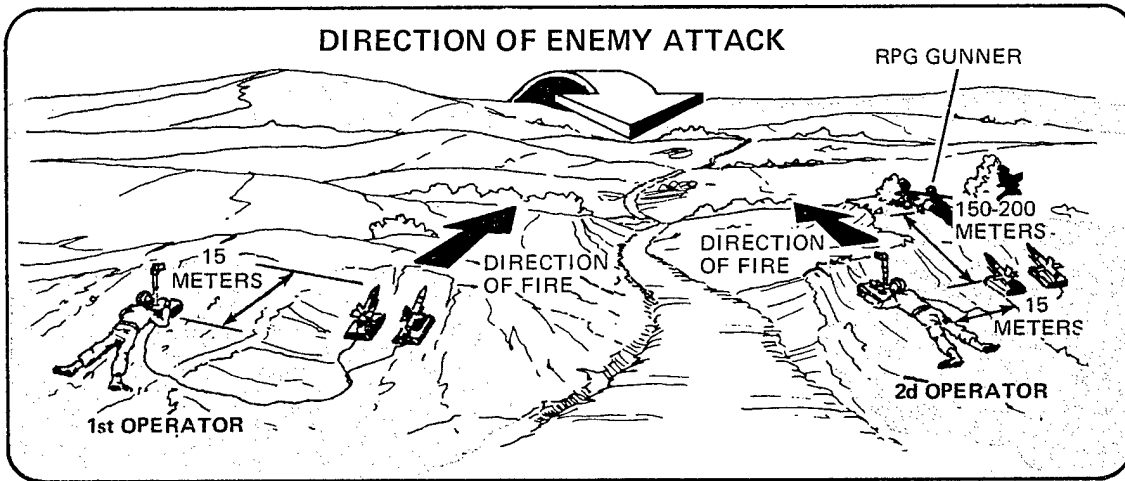 DIRECTION OF ENEMY ATTACK
RPG GUNNER
150-200
METERS
15
METERS
DIRECTION
OF FIRE
DIRECTION
OF FIRE
15
METERS
1st OPERATOR
2d OPERATOR